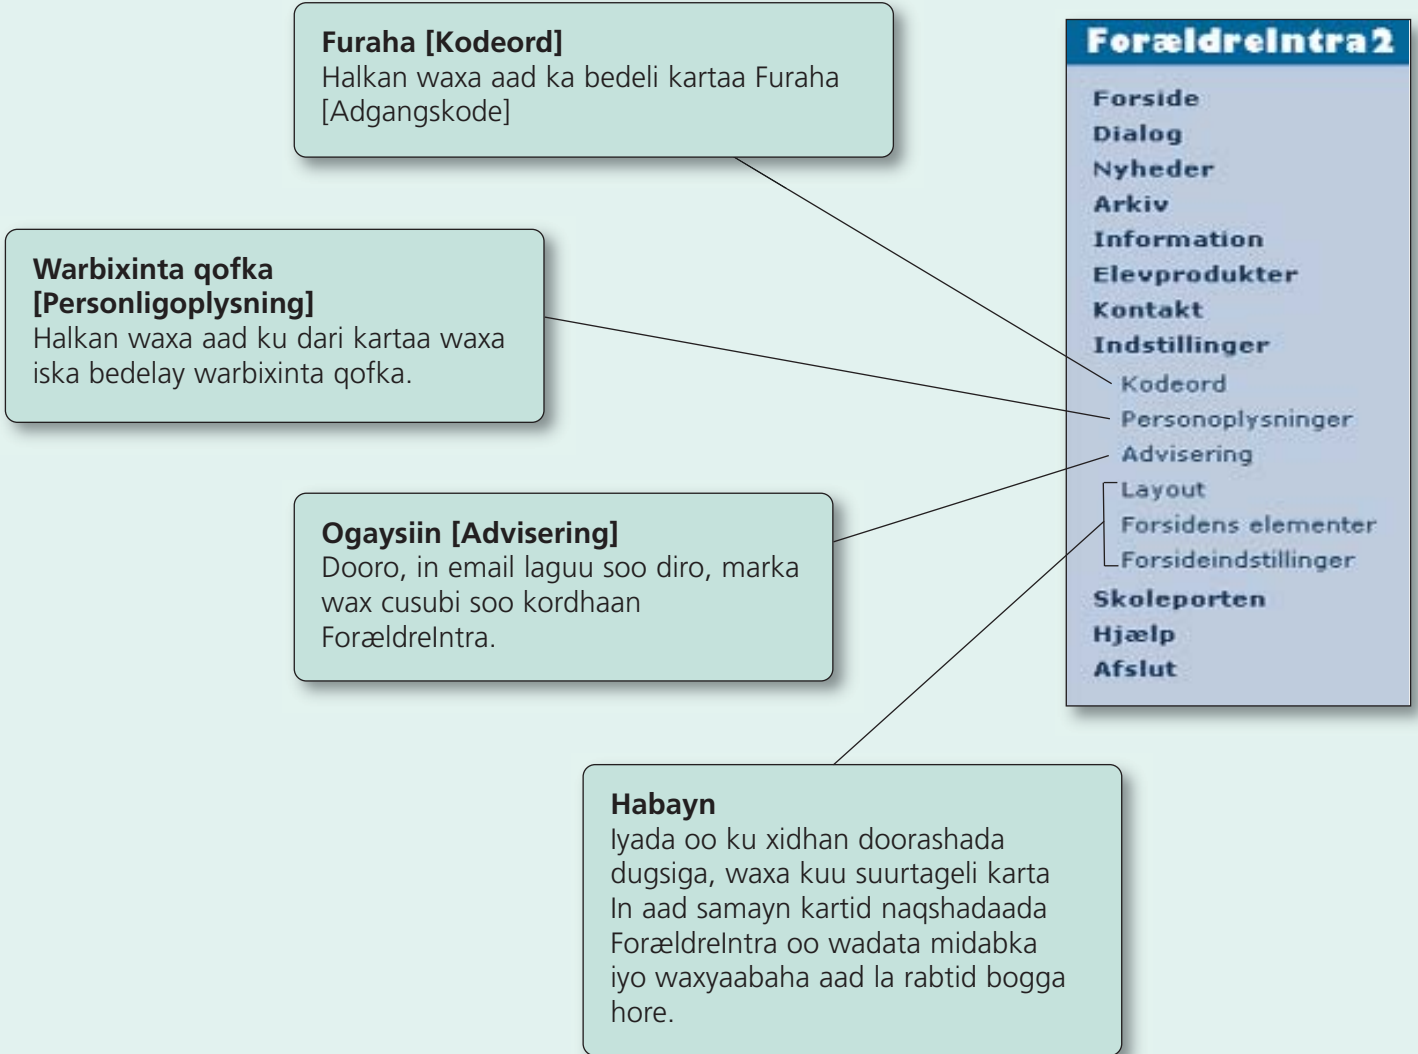 Furaha [Kodeord]
Halkan waxa aad ka bedeli kartaa Furaha
[Adgangskode]
Warbixinta qofka
[Personligoplysning]
Halkan waxa aad ku dari kartaa waxa
iska bedelay warbixinta qofka.
Ogaysiin [Advisering]
Dooro, in email laguu soo diro, marka
wax cusubi soo kordhaan
ForældreIntra.
Habayn
Iyada oo ku xidhan doorashada
dugsiga, waxa kuu suurtageli karta
In aad samayn kartid naqshadaada
ForældreIntra oo wadata midabka
iyo waxyaabaha aad la rabtid bogga
hore.
ForældreIntra2
Forside
Dialog
Nyheder
Arkiv
Information
Elevprodukter
Kontakt
Indstillinger
Kodeord
Personoplysninger
Advisering
Layout
Forsidens elementer
Forsideindstillinger
Skoleporten
Hjælp
Afslut